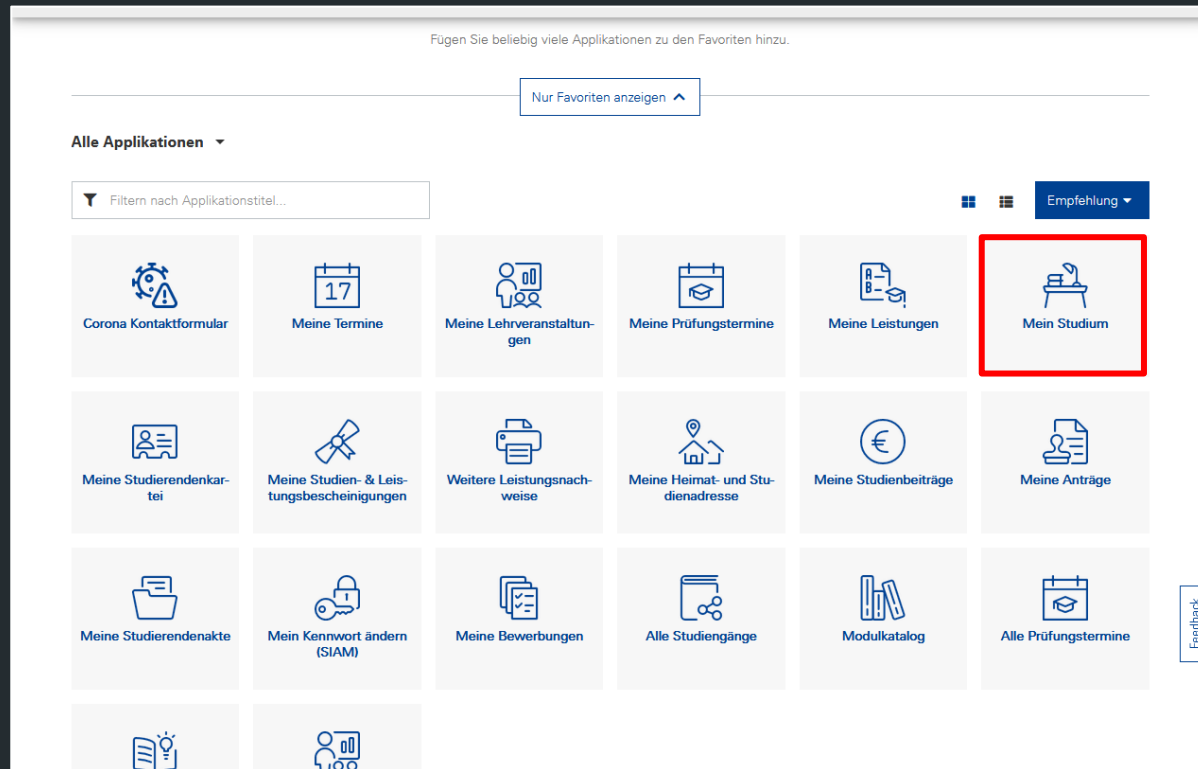 Fügen Sie beliebig viele Applikationen zu den Favoriten hinzu.
Nur Favoriten anzeigen
Alle Applikationen
Filtern nach Applikationstitel...
Empfehlung
Corona Kontaktformular
17
Meine Termine
Meine Lehrveranstaltun-
gen
Meine Prüfungstermine
A-
B-
Meine Leistungen
Mein Studium
Meine Studierendenkar-
tei
Meine Studien- & Leis-
tungsbescheinigungen
Weitere Leistungsnach-
weise
Meine Heimat- und Stu-
dienadresse
€
Meine Studienbeiträge
Meine Anträge
Meine Studierendenakte
Mein Kennwort ändern
(SIAM)
Meine Bewerbungen
Alle Studiengänge
Modulkatalog
Alle Prüfungstermine
Feedback